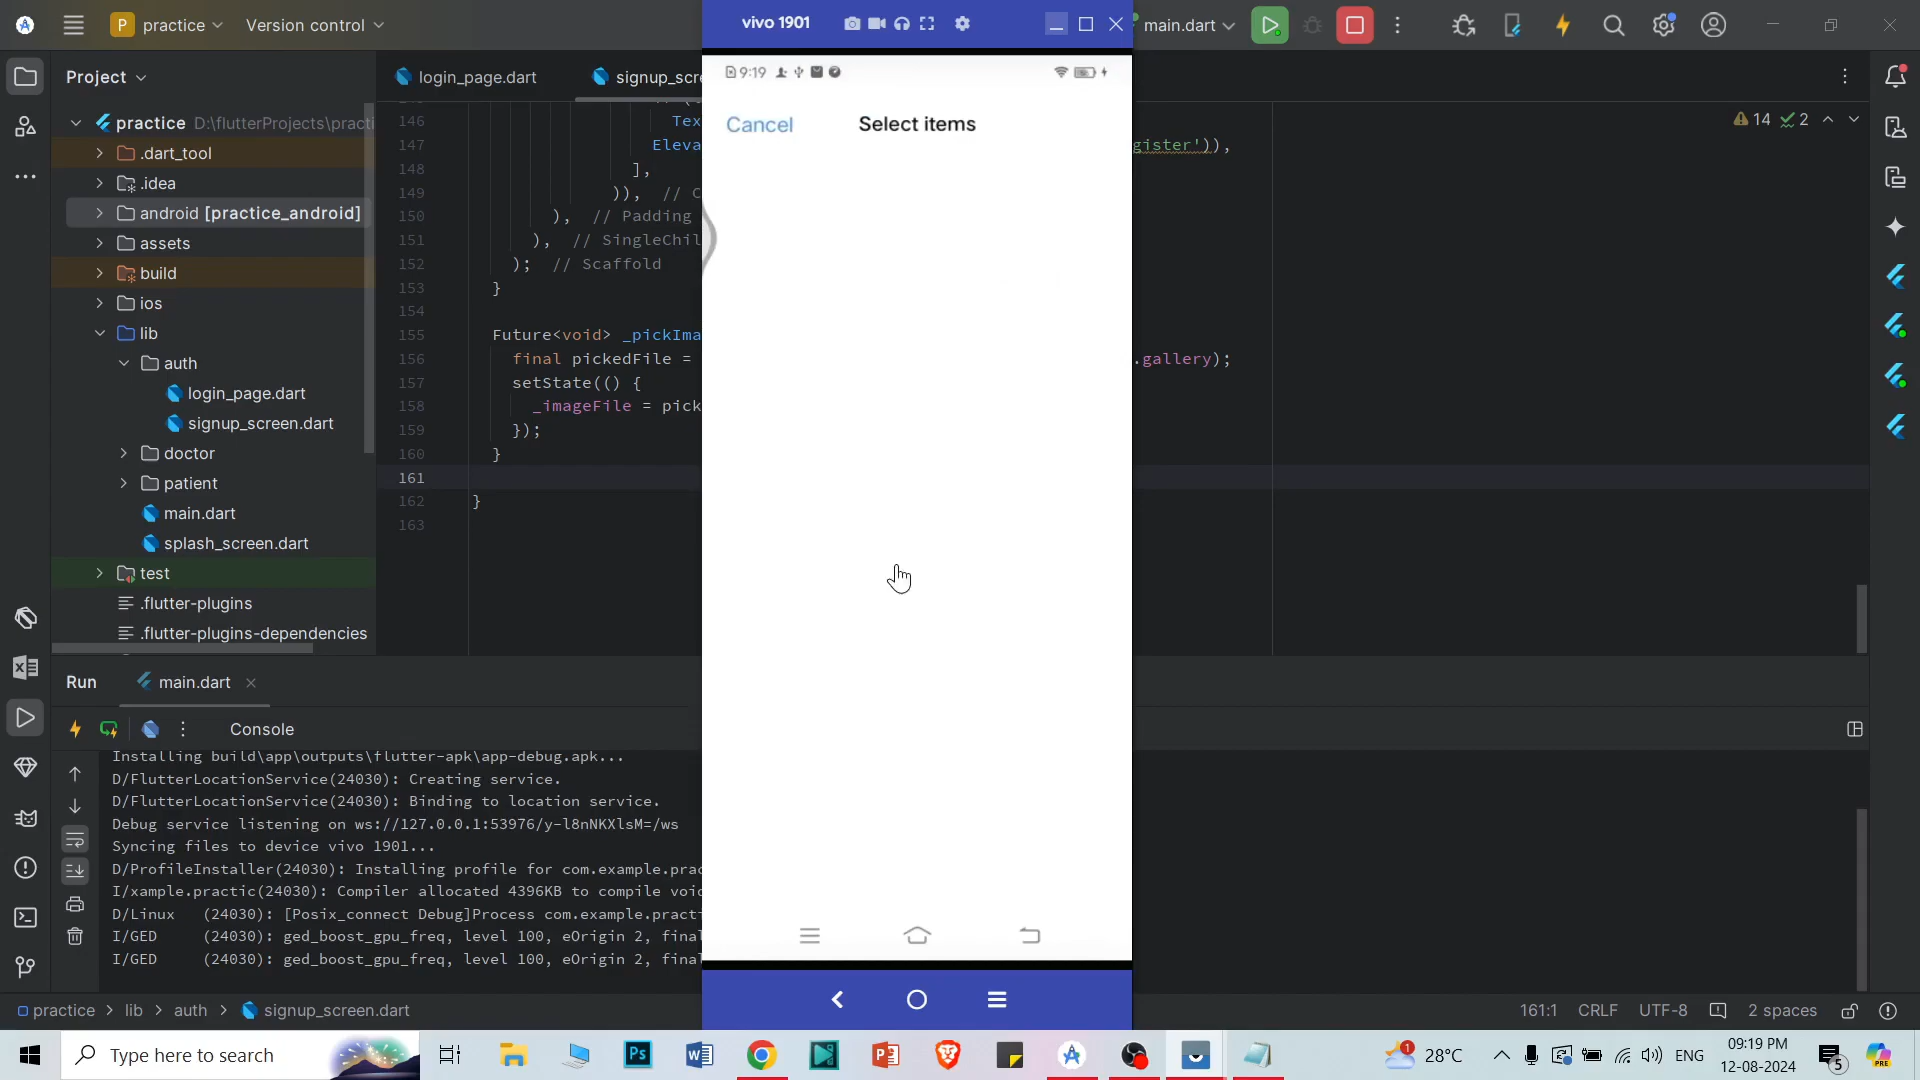 P practice
Version control
vivo 1901
main.dart
Project
login_page.dart
signup_scre
practice D:\flutterProjects\practi
.dart_tool
.idea
android [practice_android]
assets
build
ios
lib
auth
login_page.dart
signup_screen.dart
doctor
patient
main.dart
splash_screen.dart
test
.flutter-plugins
.flutter-plugins-dependencies
14 2
146 Tex
147 Eleva gister')),
148 ],
149 )), // C
150 ), // Padding
151 ), // SingleChil
152 ); // Scaffold
153 }
154
155 Future<void> _pickIma
156 final pickedFile = .gallery);
157 setState(() {
158 _imageFile = pick
159 });
160 }
161
162 }
163
9:19
Cancel Select items
Run main.dart
Console
Installing build\app\outputs\flutter-apk\app-debug.apk...
D/FlutterLocationService(24030): Creating service.
D/FlutterLocationService(24030): Binding to location service.
Debug service listening on ws://127.0.0.1:53976/y-l8nNKXlsM=/ws
Syncing files to device vivo 1901...
D/ProfileInstaller(24030): Installing profile for com.example.prac
I/xample.practic(24030): Compiler allocated 4396KB to compile voi
D/Linux (24030): [Posix_connect Debug]Process com.example.practi
I/GED (24030): ged_boost_gpu_freq, level 100, eOrigin 2, final
I/GED (24030): ged_boost_gpu_freq, level 100, eOrigin 2, final
practice > lib > auth > signup_screen.dart
161:1 CRLF UTF-8 2 spaces
Type here to search
1 28°C
ENG
09:19 PM
12-08-2024
5
PRE